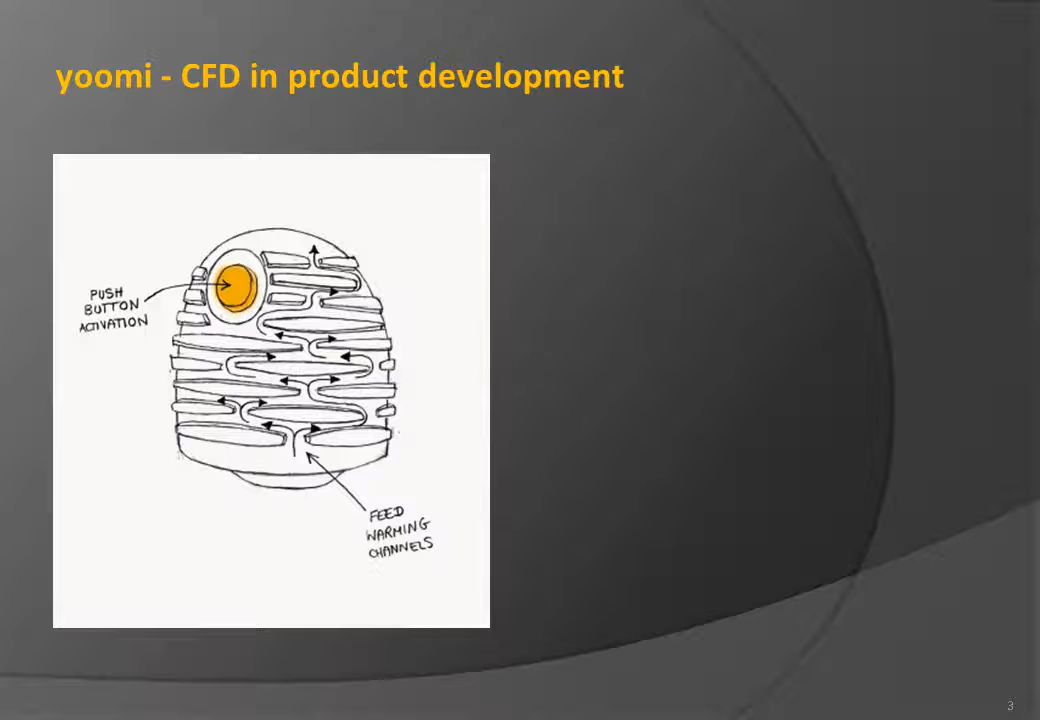 yoomi - CFD in product development
PUSH
BUTTON
ACTIVATION
FEED
WARMING
CHANNELS
3